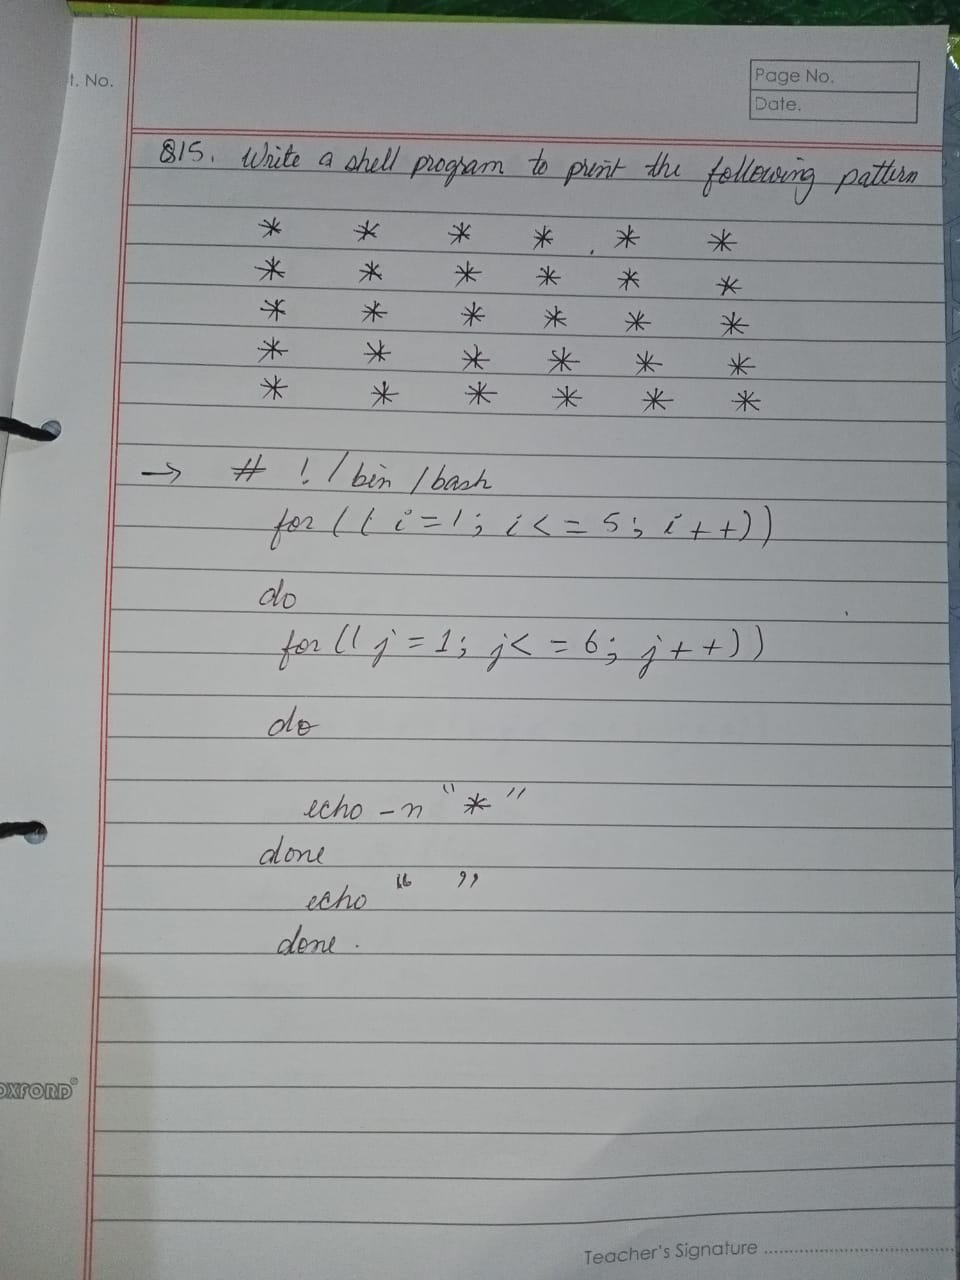 t. No.
Page No.
Date.
Q15. Write a shell program to print the following pattern
* * * * * *
* * * * * *
* * * * * *
* * * * * *
* * * * * *
→ # ! / bin / bash
for (( i = 1; i < = 5; i + +))
do
for (( j = 1; j < = 6; j + +))
do
echo -n "*"
done
echo " "
done.
OXFORD®
Teacher's Signature